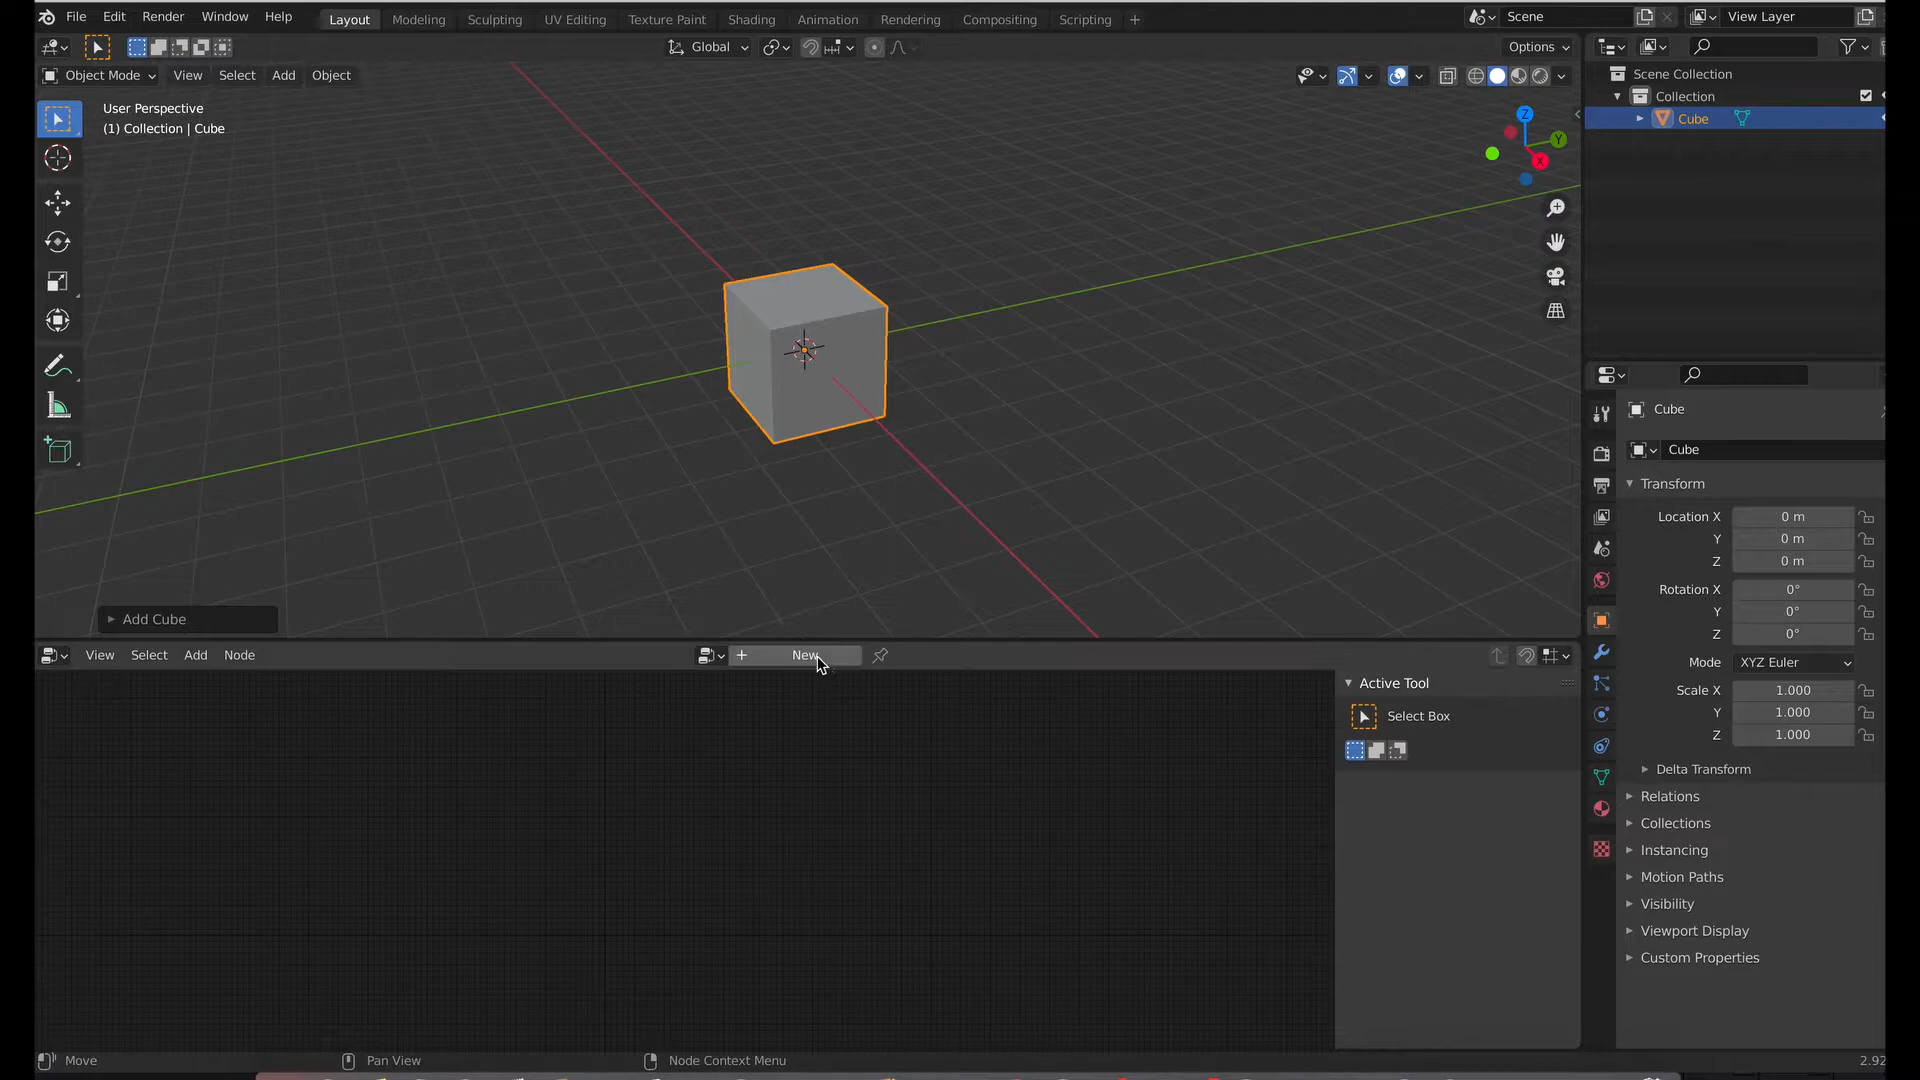 File Edit Render Window Help Layout Modeling Sculpting UV Editing Texture Paint Shading Animation Rendering Compositing Scripting + Scene View Layer
Global Options
Object Mode View Select Add Object
User Perspective
(1) Collection | Cube
Z
Y
X
Scene Collection
Collection
Cube
Cube
Cube
Transform
Location X 0 m
Y 0 m
Z 0 m
Rotation X 0°
Y 0°
Z 0°
Mode XYZ Euler
Scale X 1.000
Y 1.000
Z 1.000
Delta Transform
Relations
Collections
Instancing
Motion Paths
Visibility
Viewport Display
Custom Properties
Add Cube
View Select Add Node + New
Active Tool
Select Box
Move Pan View Node Context Menu 2.92